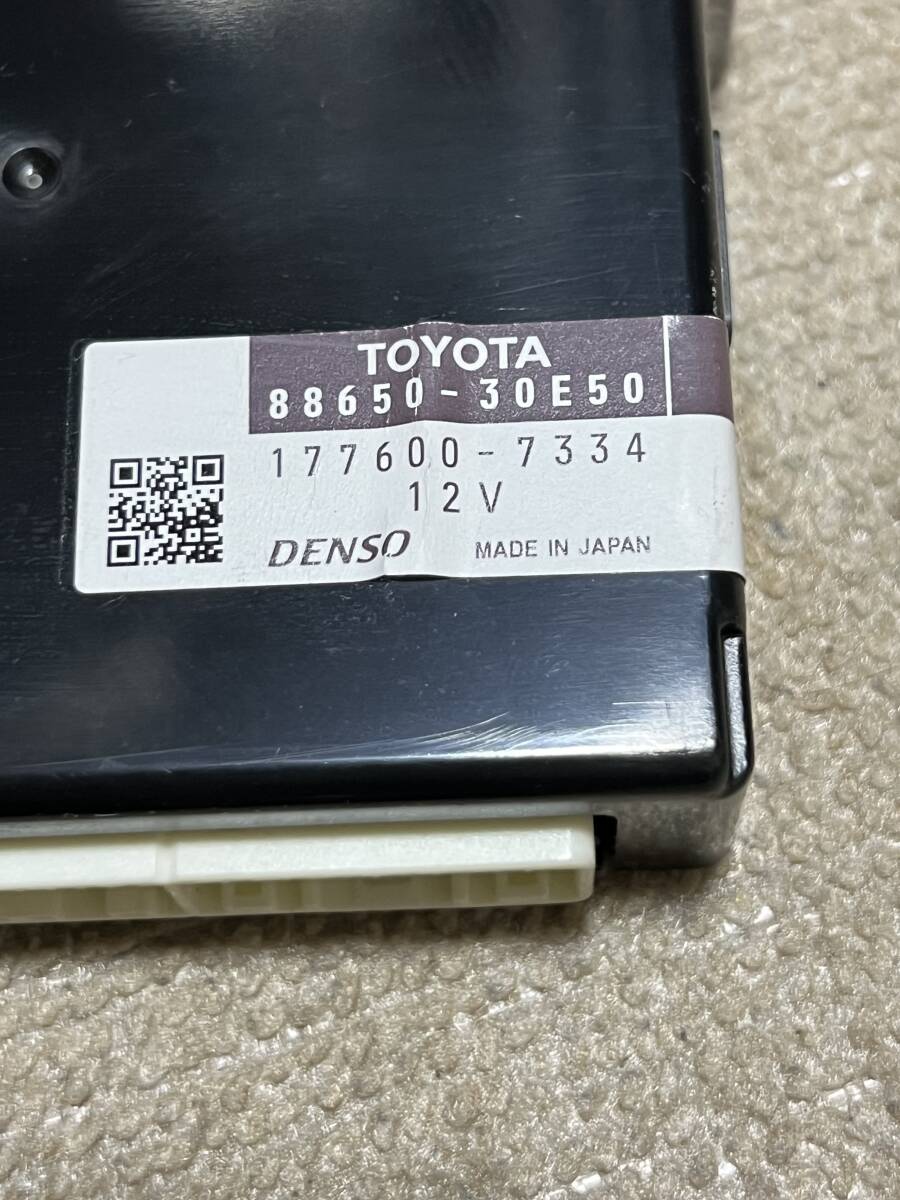 TOYOTA
88650-30E50
177600-7334
12V
DENSO MADE IN JAPAN